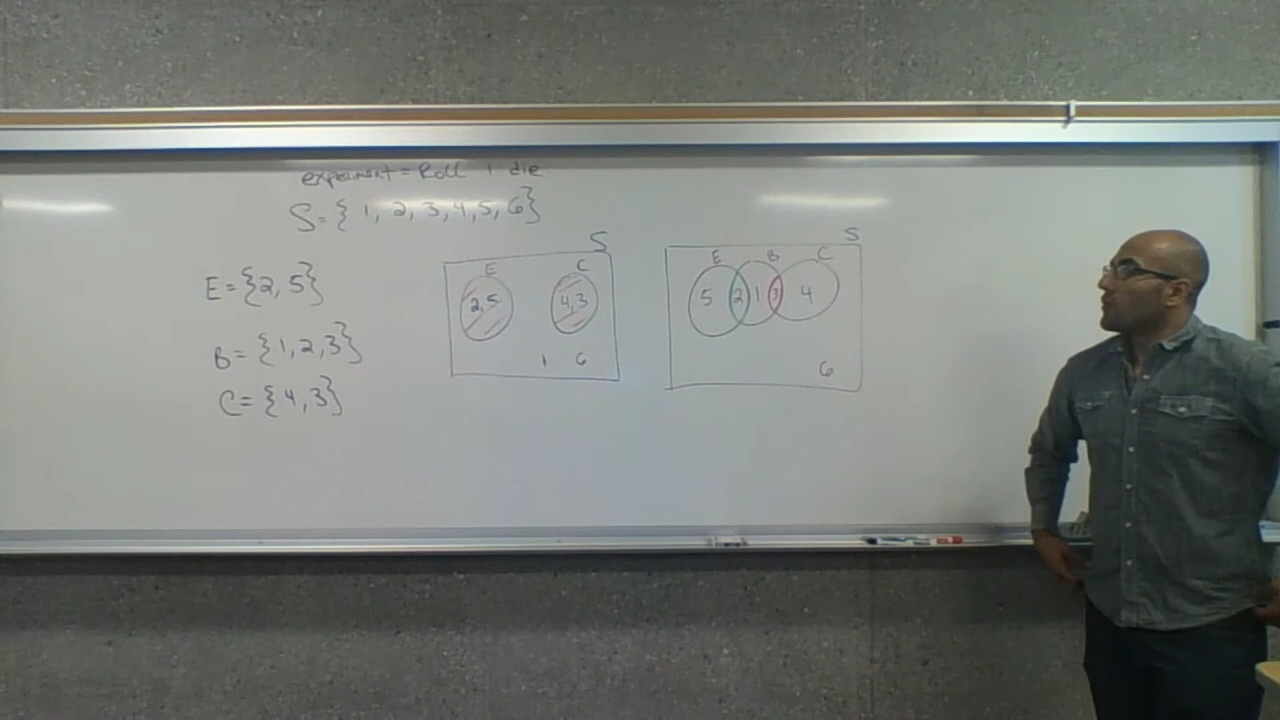 experiment = Roll 1 die
S = { 1, 2, 3, 4, 5, 6}
E = {2, 5}
B = {1, 2, 3}
C = {4, 3}
S
E C
2,5 4,3
1 6
S
E B C
5 2 1 3 4
6